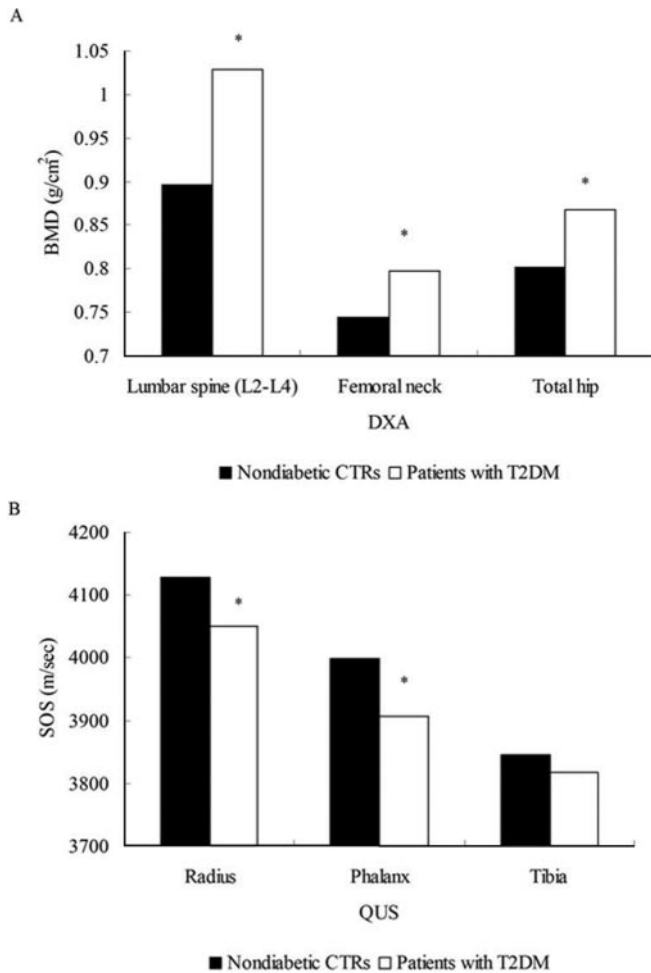 A
1.05
1
0.95
0.9
0.85
0.8
0.75
0.7
BMD (g/cm²)
*
*
*
Lumbar spine (L2-L4) Femoral neck Total hip
DXA
■ Nondiabetic CTRs □ Patients with T2DM
B
4200
4100
4000
3900
3800
3700
SOS (m/sec)
*
*
Radius Phalanx Tibia
QUS
■ Nondiabetic CTRs □ Patients with T2DM